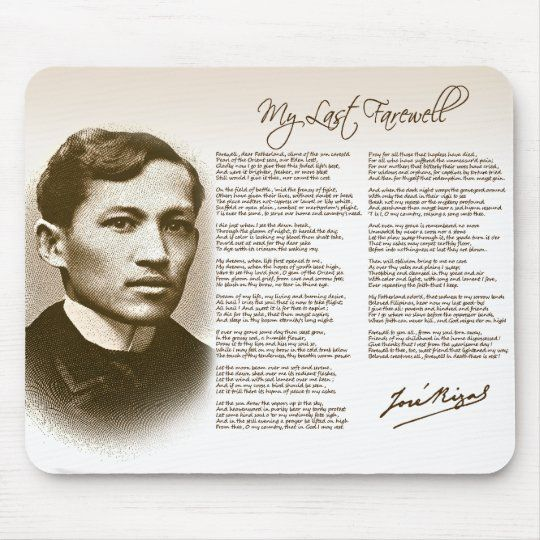 My Last Farewell
Farewell, dear Fatherland, clime of the sun caress'd
Pearl of the Orient seas, our Eden lost!,
Gladly now I go to give thee this faded life's best,
And were it brighter, fresher, or more blest
Still would I give it thee, nor count the cost.
On the field of battle, 'mid the frenzy of fight,
Others have given their lives, without doubt or heed;
The place matters not-cypress or laurel or lily white,
Scaffold or open plain, combat or martyrdom's plight,
T is ever the same, to serve our home and country's need.
I die just when I see the dawn break,
Through the gloom of night, to herald the day;
And if color is lacking my blood thou shalt take,
Pour'd out at need for thy dear sake
To dye with its crimson the waking ray.
My dreams, when life first opened to me,
My dreams, when the hopes of youth beat high,
Were to see thy lov'd face, O gem of the Orient sea
From gloom and grief, from care and sorrow free;
No blush on thy brow, no tear in thine eye.
Dream of my life, my living and burning desire,
All hail ! cries the soul that is now to take flight;
All hail ! And sweet it is for thee to expire;
To die for thy sake, that thou mayst aspire;
And sleep in thy bosom eternity's long night.
If over my grave some day thou seest grow,
In the grassy sod, a humble flower,
Draw it to thy lips and kiss my soul so,
While I may feel on my brow in the cold tomb below
The touch of thy tenderness, thy breath's warm power.
Let the moon beam over me soft and serene,
Let the dawn shed over me its radiant flashes,
Let the wind with sad lament over me keen;
And if on my cross a bird should be seen,
Let it trill there its hymn of peace to my ashes.
Let the sun draw the vapors up to the sky,
And heavenward in purity bear my tardy protest
Let some kind soul o 'er my untimely fate sigh,
And in the still evening a prayer be lifted on high
From thee, O my country, that in God I may rest.
Pray for all those that hapless have died,
For all who have suffered the unmeasur'd pain;
For our mothers that bitterly their woes have cried,
For widows and orphans, for captives by torture tried
And then for thyself that redemption thou mayst gain.
And when the dark night wraps the graveyard around
With only the dead in their vigil to see
Break not my repose or the mystery profound
And perchance thou mayst hear a sad hymn resound
'T is I, O my country, raising a song unto thee.
And even my grave is remembered no more
Unmark'd by never a cross nor a stone
Let the plow sweep through it, the spade turn it o'er
That my ashes may carpet earthly floor,
Before into nothingness at last they are blown.
Then will oblivion bring to me no care
As over thy vales and plains I sweep;
Throbbing and cleansed in thy space and air
With color and light, with song and lament I fare,
Ever repeating the faith that I keep.
My Fatherland ador'd, that sadness to my sorrow lends
Beloved Filipinas, hear now my last good-by!
I give thee all: parents and kindred and friends
For I go where no slave before the oppressor bends,
Where faith can never kill, and God reigns e'er on high!
Farewell to you all, from my soul torn away,
Friends of my childhood in the home dispossessed !
Give thanks that I rest from the wearisome day !
Farewell to thee, too, sweet friend that lightened my way;
Beloved creatures all, farewell! In death there is rest !
José Rizal